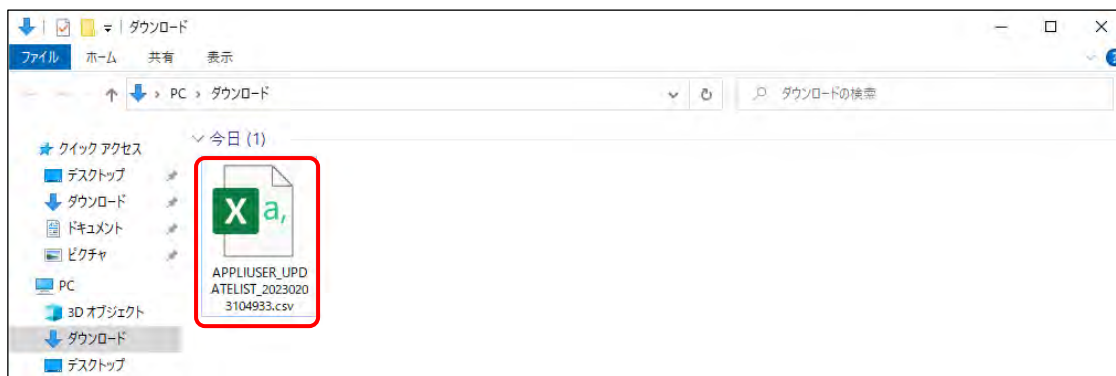 ダウンロード
ファイル ホーム 共有 表示
PC › ダウンロード ダウンロードの検索
クイック アクセス
デスクトップ
ダウンロード
ドキュメント
ピクチャ
PC
3D オブジェクト
ダウンロード
デスクトップ
今日 (1)
a,
APPLIUSER_UPD
ATELIST_2023020
3104933.csv